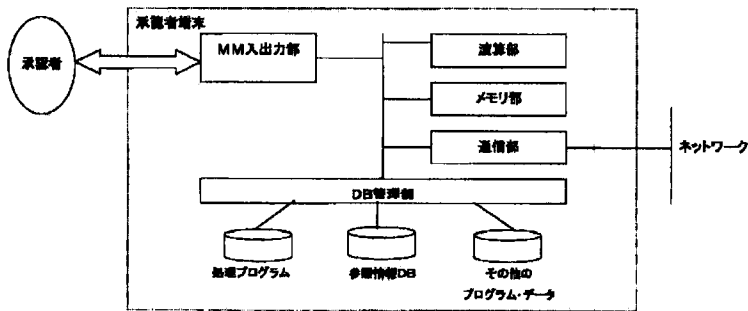 承認者端末
承認者
MM入出力部
演算部
メモリ部
通信部
ネットワーク
DB管理部
処理プログラム
参照情報DB
その他の
プログラム・データ